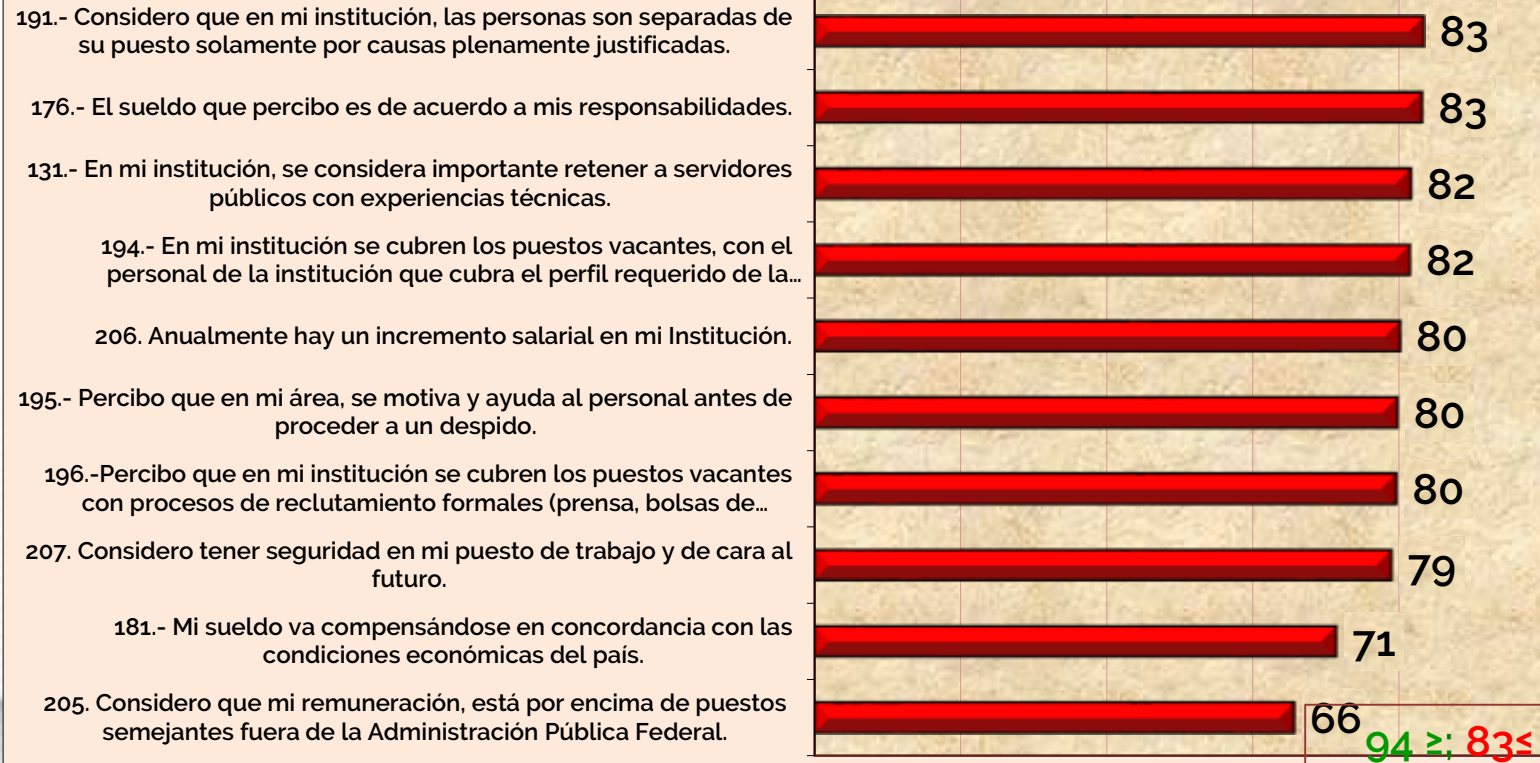 191.- Considero que en mi institución, las personas son separadas de
su puesto solamente por causas plenamente justificadas.
83
176.- El sueldo que percibo es de acuerdo a mis responsabilidades.
83
131.- En mi institución, se considera importante retener a servidores
públicos con experiencias técnicas.
82
194.- En mi institución se cubren los puestos vacantes, con el
personal de la institución que cubra el perfil requerido de la...
82
206. Anualmente hay un incremento salarial en mi Institución.
80
195.- Percibo que en mi área, se motiva y ayuda al personal antes de
proceder a un despido.
80
196.-Percibo que en mi institución se cubren los puestos vacantes
con procesos de reclutamiento formales (prensa, bolsas de...
80
207. Considero tener seguridad en mi puesto de trabajo y de cara al
futuro.
79
181.- Mi sueldo va compensándose en concordancia con las
condiciones económicas del país.
71
205. Considero que mi remuneración, está por encima de puestos
semejantes fuera de la Administración Pública Federal.
66
94 ≥; 83≤